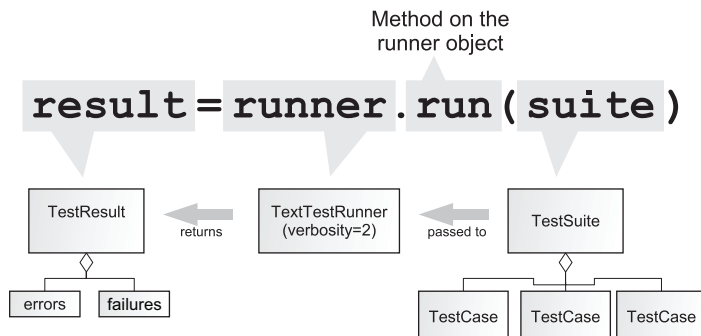 Method on the
runner object
result=runner.run(suite)
TestResult
returns
TextTestRunner
(verbosity=2)
passed to
TestSuite
errors
failures
TestCase
TestCase
TestCase